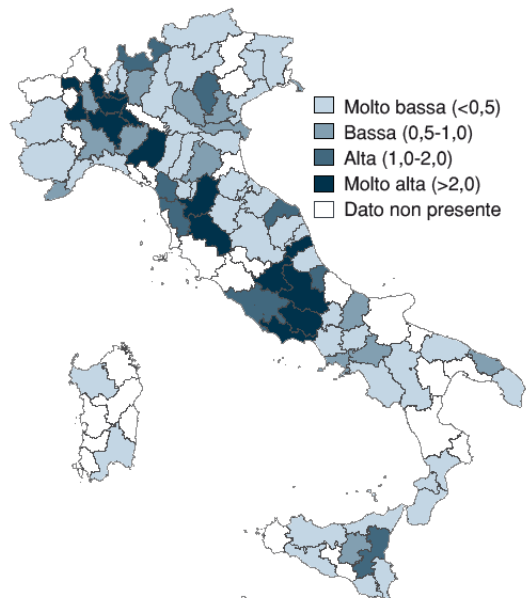 Molto bassa (<0,5)
Bassa (0,5-1,0)
Alta (1,0-2,0)
Molto alta (>2,0)
Dato non presente